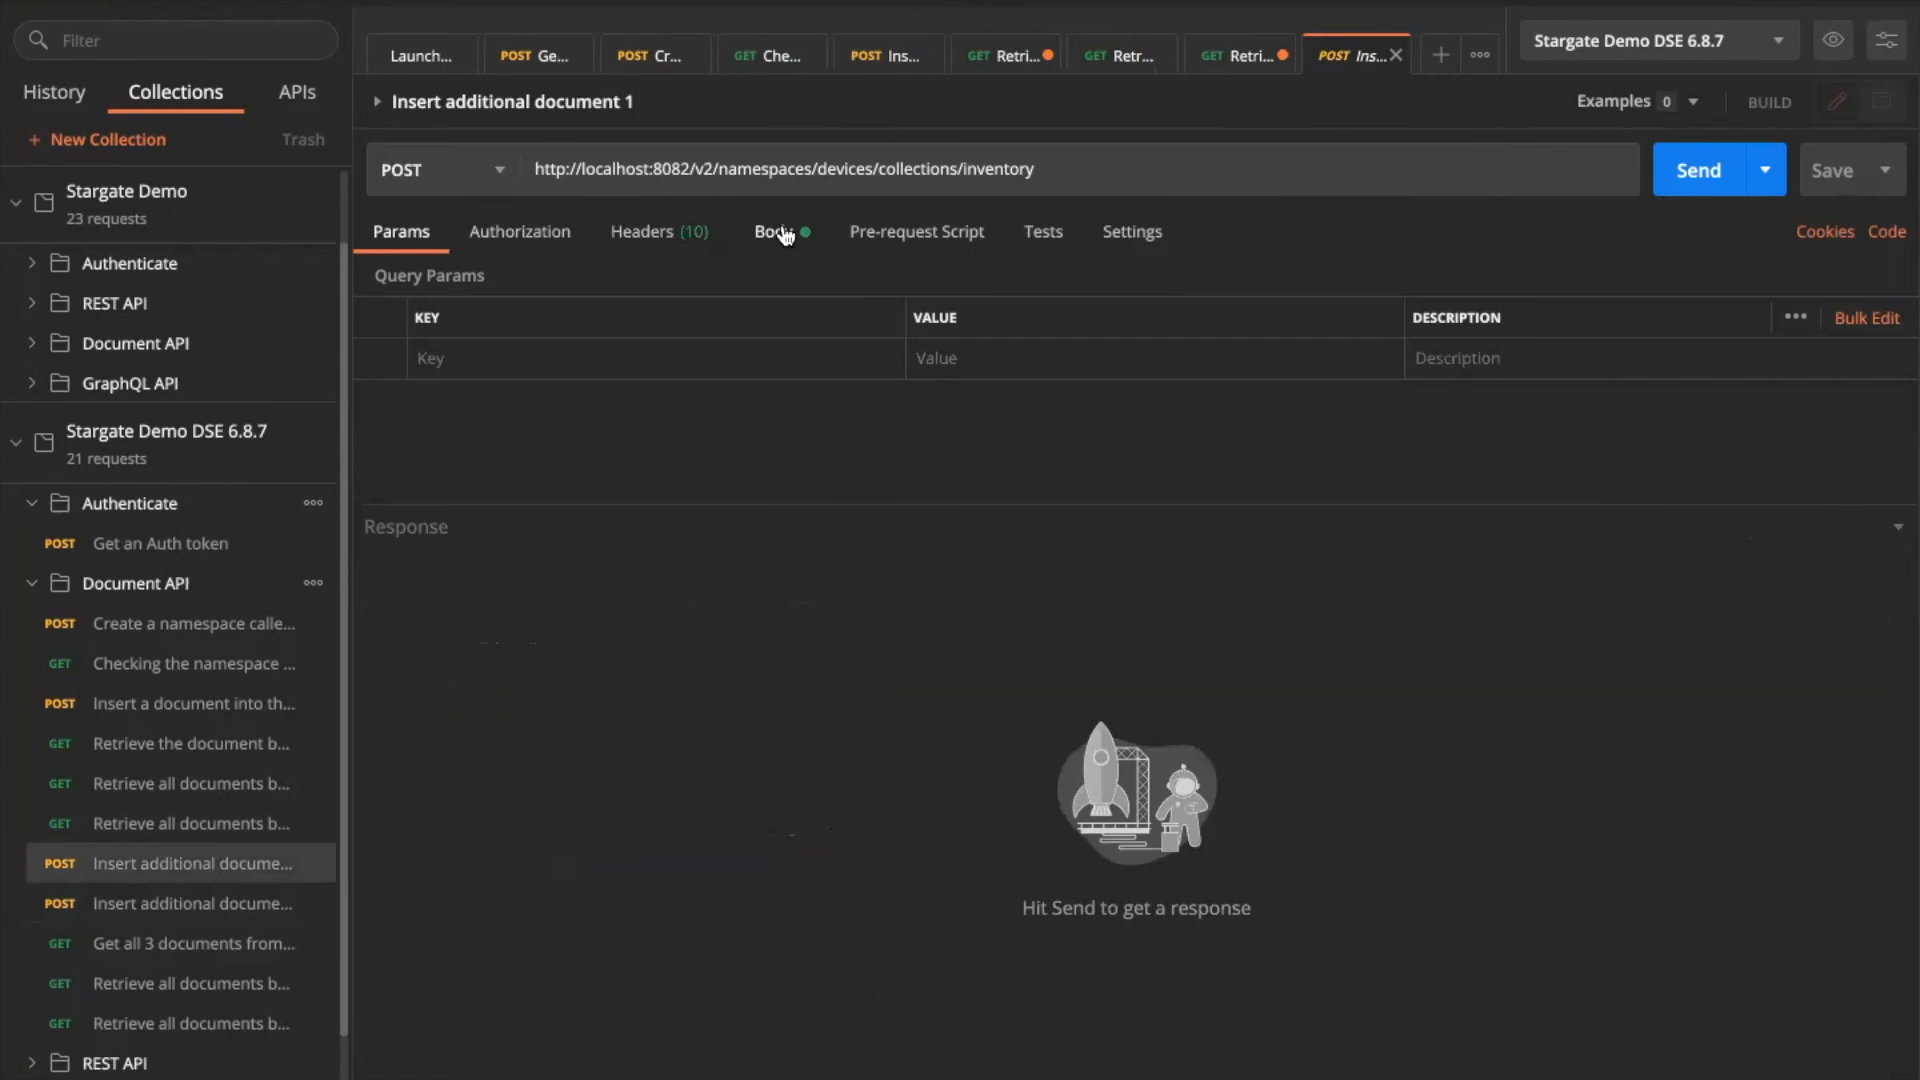 Filter
History
Collections
APIs
+ New Collection
Trash
Stargate Demo
23 requests
Authenticate
REST API
Document API
GraphQL API
Stargate Demo DSE 6.8.7
21 requests
Authenticate
POST Get an Auth token
Document API
POST Create a namespace calle...
GET Checking the namespace ...
POST Insert a document into th...
GET Retrieve the document b...
GET Retrieve all documents b...
GET Retrieve all documents b...
POST Insert additional docume...
POST Insert additional docume...
GET Get all 3 documents from...
GET Retrieve all documents b...
GET Retrieve all documents b...
REST API
Launch...
POST Ge...
POST Cr...
GET Che...
POST Ins...
GET Retri...
GET Retr...
GET Retri...
POST Ins...
Stargate Demo DSE 6.8.7
Insert additional document 1
Examples 0
BUILD
POST
http://localhost:8082/v2/namespaces/devices/collections/inventory
Send
Save
Params
Authorization
Headers (10)
Body
Pre-request Script
Tests
Settings
Cookies
Code
Query Params
KEY
VALUE
DESCRIPTION
Bulk Edit
Key
Value
Description
Response
Hit Send to get a response